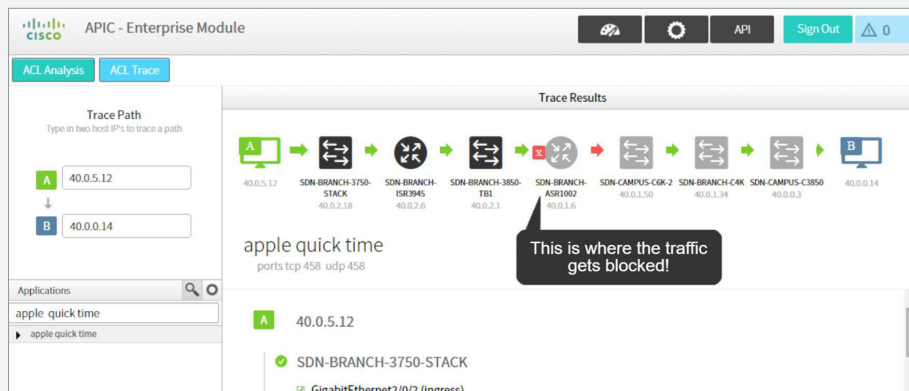 CISCO
APIC - Enterprise Module
API
Sign Out
0
ACL Analysis
ACL Trace
Trace Path
Type in two host IP's to trace a path
A
40.0.5.12
B
40.0.0.14
Applications
apple quick time
apple quick time
Trace Results
A
40.0.5.12
SDN-BRANCH-3750-
STACK
40.0.2.18
SDN-BRANCH-
ISR3945
40.0.2.6
SDN-BRANCH-3850-
TB1
40.0.2.1
x
SDN-BRANCH-
ASR1002
40.0.1.6
SDN-CAMPUS-C6K-2
40.0.1.50
SDN-BRANCH-C4K
40.0.1.34
SDN-CAMPUS-C3850
40.0.0.3
B
40.0.0.14
This is where the traffic
gets blocked!
apple quick time
ports tcp 458 udp 458
A
40.0.5.12
SDN-BRANCH-3750-STACK
GigabitEthernet2/0/2 (ingress)